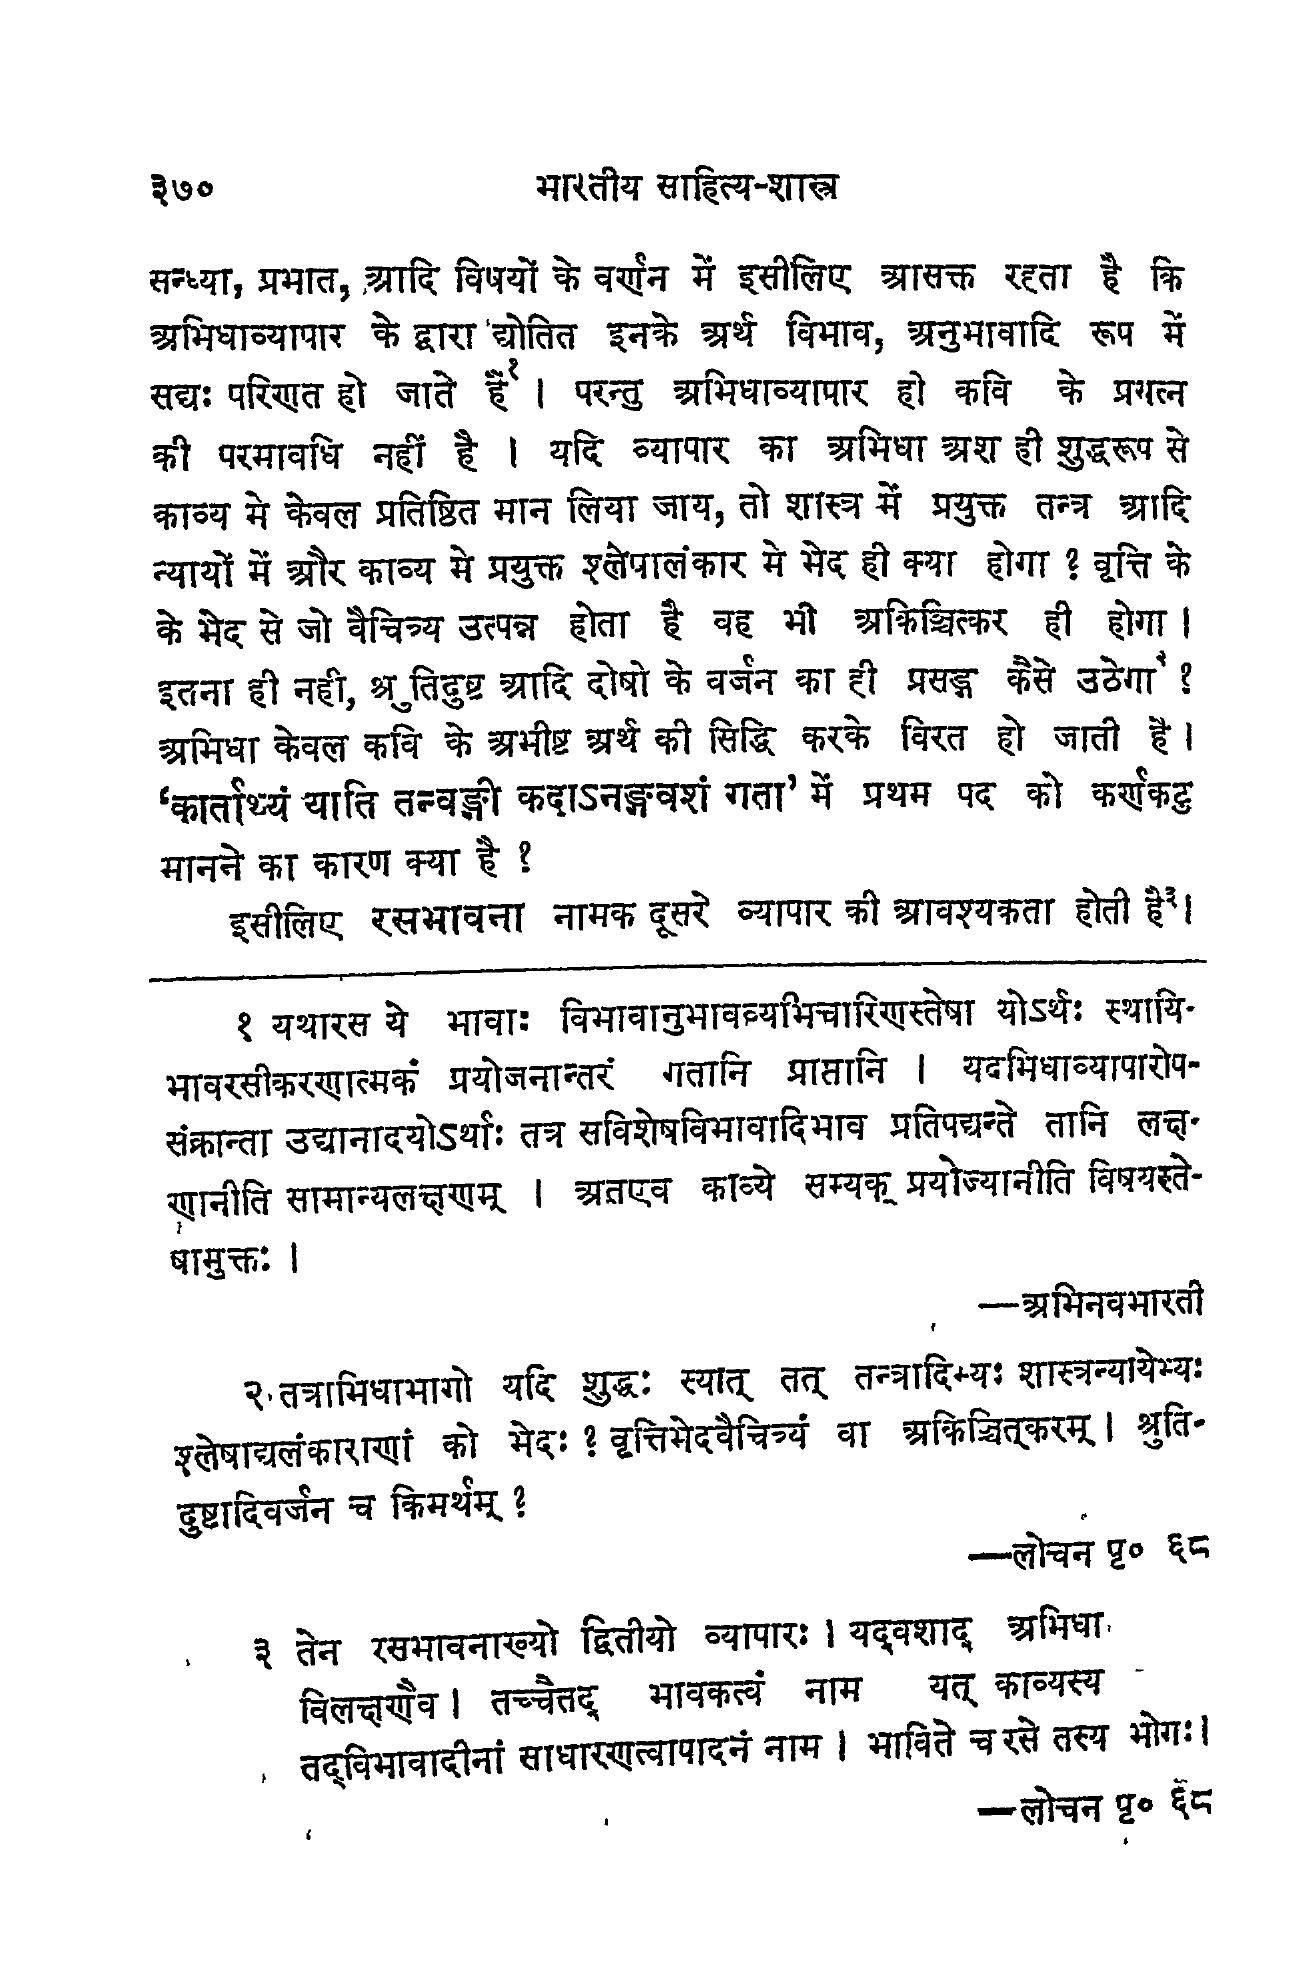 ३७० भारतीय साहित्य-शास्त्र
सन्ध्या, प्रभात, आदि विषयों के वर्णन में इसीलिए आसक्त रहता है कि
अभिधाव्यापार के द्वारा द्योतित इनके अर्थ विभाव, अनुभावादि रूप में
सद्यः परिणत हो जाते हैं१ । परन्तु अभिधाव्यापार हो कवि के प्रयत्न
की परमावधि नहीं है । यदि व्यापार का अभिधा अश ही शुद्धरूप से
काव्य मे केवल प्रतिष्ठित मान लिया जाय, तो शास्त्र में प्रयुक्त तन्त्र आदि
न्यायों में और काव्य मे प्रयुक्त श्लेषालंकार मे भेद ही क्या होगा ? वृत्ति के
के भेद से जो वैचित्र्य उत्पन्न होता है वह भी अकिञ्चित्कर ही होगा ।
इतना ही नही, श्रुतिदुष्ट आदि दोषो के वर्जन का ही प्रसङ्ग कैसे उठेगा२ ?
अभिधा केवल कवि के अभीष्ट अर्थ की सिद्धि करके विरत हो जाती है ।
‘कार्तार्थ्यं याति तन्वङ्गी कदाऽनङ्गवशं गता’ में प्रथम पद को कर्णकटु
मानने का कारण क्या है ?
इसीलिए रसभावना नामक दूसरे व्यापार की आवश्यकता होती है३।
१ यथारस ये भावाः विभावानुभावव्यभिचारिणस्तेषा योऽर्थः स्थायि-
भावरसीकरणात्मकं प्रयोजनान्तरं गतानि प्राप्तानि । यदभिधाव्यापारोप-
संक्रान्ता उद्यानादयोऽर्थाः तत्र सविशेषविभावादिभाव प्रतिपद्यन्ते तानि लक्ष-
णानीति सामान्यलक्षणम् । अतएव काव्ये सम्यक् प्रयोज्यानीति विषयस्ते-
षामुक्तः ।
—अभिनवभारती
२. तत्राभिधाभागो यदि शुद्धः स्यात् तत् तन्त्रादिभ्यः शास्त्रन्यायेभ्यः
श्लेषाद्यलंकाराणां को भेदः ? वृत्तिभेदवैचित्र्यं वा अकिञ्चित्करम् । श्रुति-
दुष्टादिवर्जन च किमर्थम् ?
—लोचन पृ० ६८
३ तेन रसभावनाख्यो द्वितीयो व्यापारः । यद्वशाद् अभिधा
विलक्षणैव । तच्चैतद् भावकत्वं नाम यत् काव्यस्य
तद्विभावादीनां साधारणत्वापादनं नाम । भाविते च रसे तस्य भोगः ।
—लोचन पृ० ६८